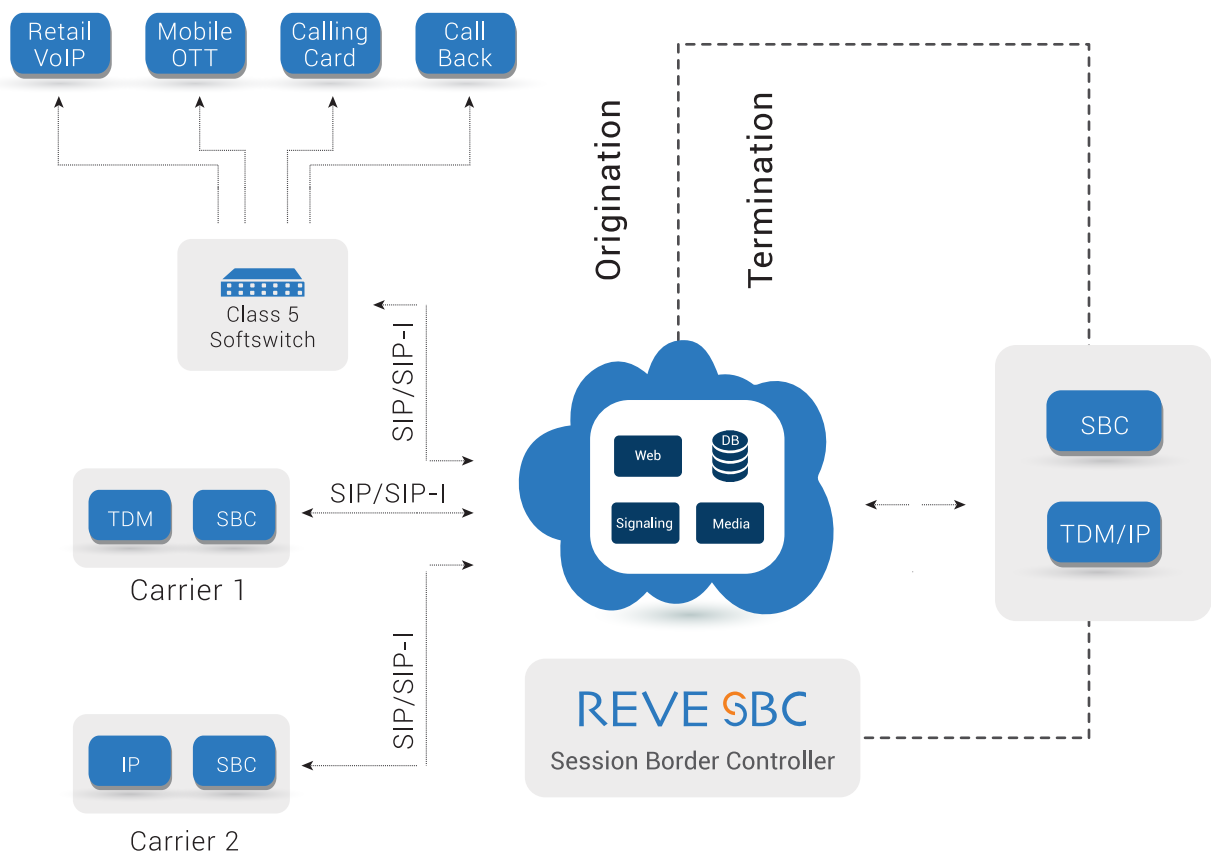 Retail
VoIP
Mobile
OTT
Calling
Card
Call
Back
Origination
Termination
Class 5
Softswitch
SIP/SIP-I
Web
DB
Signaling
Media
SBC
TDM/IP
SIP/SIP-I
TDM
SBC
Carrier 1
SIP/SIP-I
IP
SBC
Carrier 2
REVE SBC
Session Border Controller